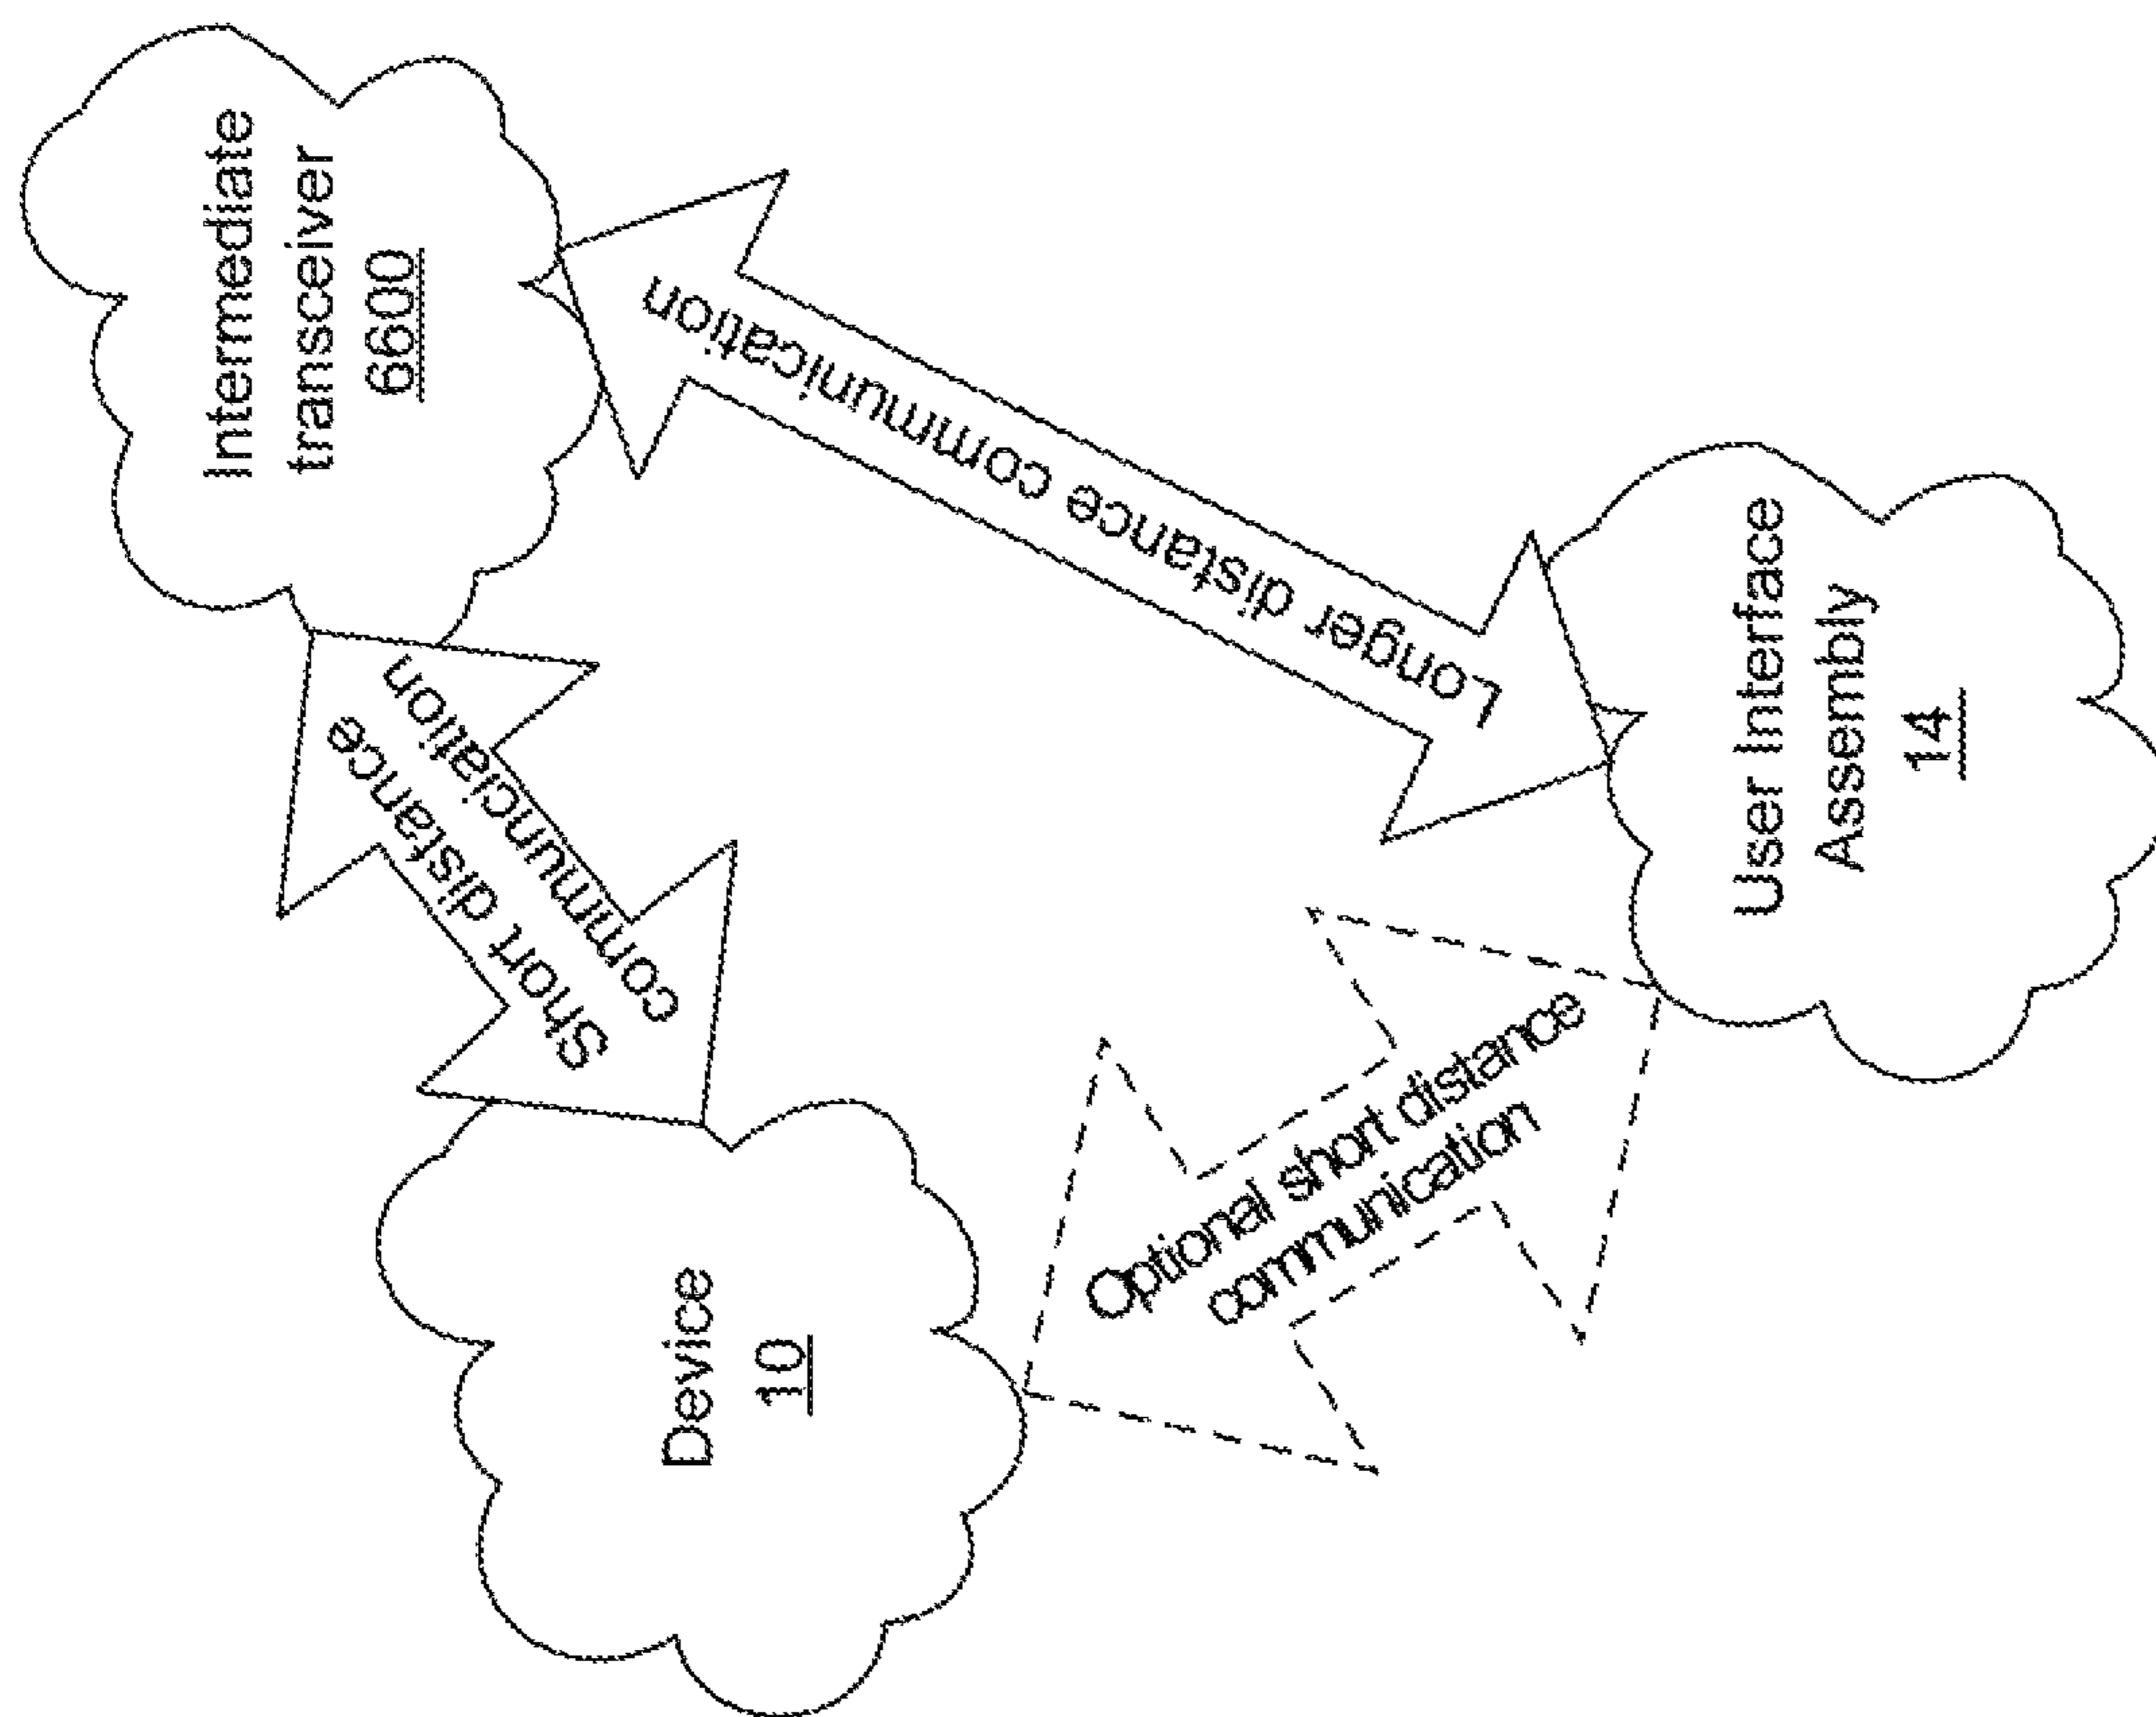 Intermediate
transceiver
6600
Short distance
communciation
Device
10
Longer distance communication
Optional short distance
communication
User Interface
Assembly
14